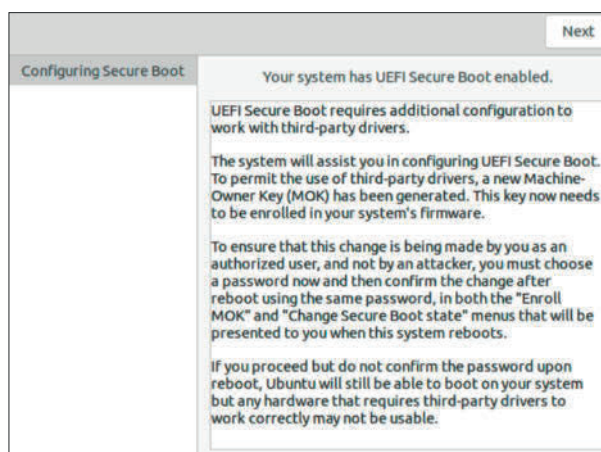 Next
Configuring Secure Boot
Your system has UEFI Secure Boot enabled.
UEFI Secure Boot requires additional configuration to
work with third-party drivers.
The system will assist you in configuring UEFI Secure Boot.
To permit the use of third-party drivers, a new Machine-
Owner Key (MOK) has been generated. This key now needs
to be enrolled in your system's firmware.
To ensure that this change is being made by you as an
authorized user, and not by an attacker, you must choose
a password now and then confirm the change after
reboot using the same password, in both the "Enroll
MOK" and "Change Secure Boot state" menus that will be
presented to you when this system reboots.
If you proceed but do not confirm the password upon
reboot, Ubuntu will still be able to boot on your system
but any hardware that requires third-party drivers to
work correctly may not be usable.